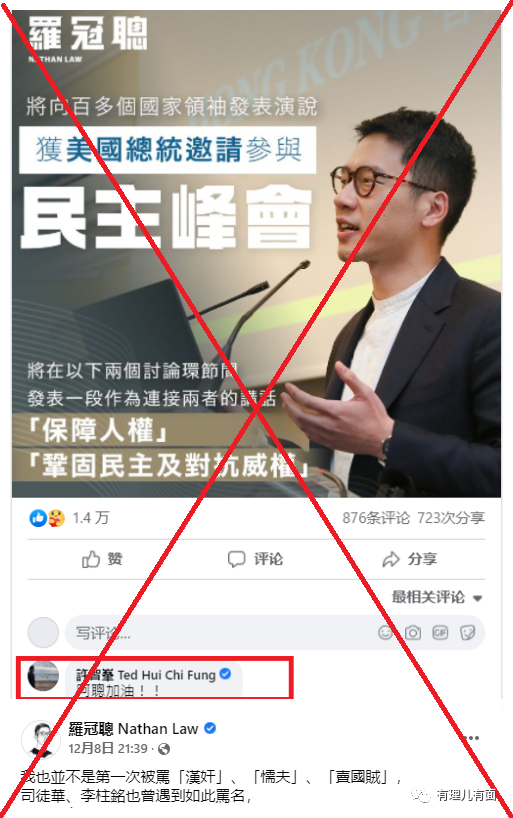 羅冠聰
NATHAN LAW
HONG KONG
將向百多個國家領袖發表演說
獲美國總統邀請參與
民主峰會
將在以下兩個討論環節間
發表一段作為連接兩者的講話
「保障人權」
「鞏固民主及對抗威權」
1.4 万
876条评论 723次分享
赞
评论
分享
最相关评论
写评论...
GIF
許智峯 Ted Hui Chi Fung
阿聰加油！！
羅冠聰 Nathan Law
12月8日 21:39
我也並不是第一次被罵「漢奸」、「懦夫」、「賣國賊」，
司徒華、李柱銘也曾遇到如此罵名，
有理儿有面